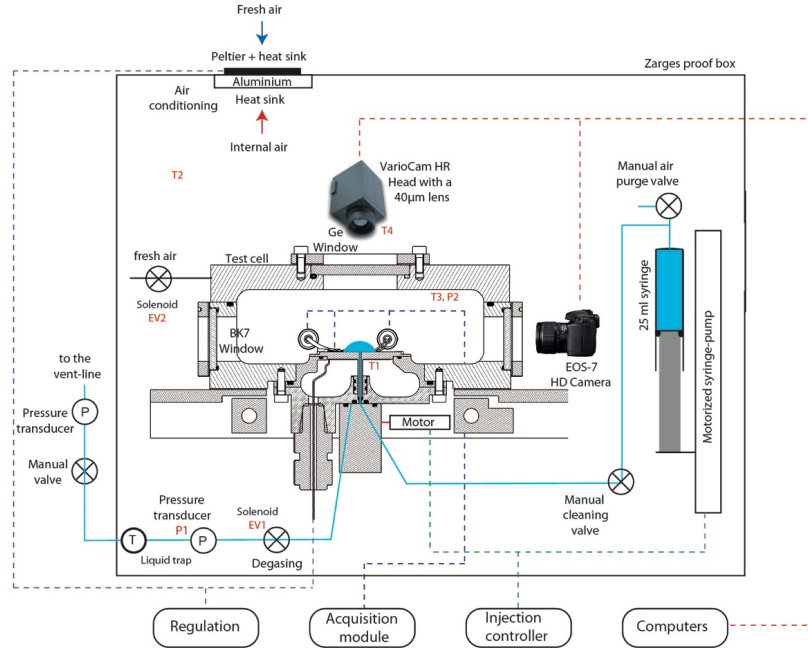 Fresh air
Peltier + heat sink
Zarges proof box
Aluminium
Air
conditioning
Heat sink
Internal air
T2
VarioCam HR
Head with a
40μm lens
Manual air
purge valve
Ge
Window
T4
fresh air
Test cell
Solenoid
EV2
T3, P2
25 ml syringe
Motorized syringe-pump
BK7
Window
T1
EOS-7
HD Camera
to the
vent-line
Pressure
transducer
P
Motor
Manual
valve
Manual
cleaning
valve
Pressure
transducer
P1
Solenoid
EV1
T
P
Liquid trap
Degasing
Regulation
Acquisition
module
Injection
controller
Computers